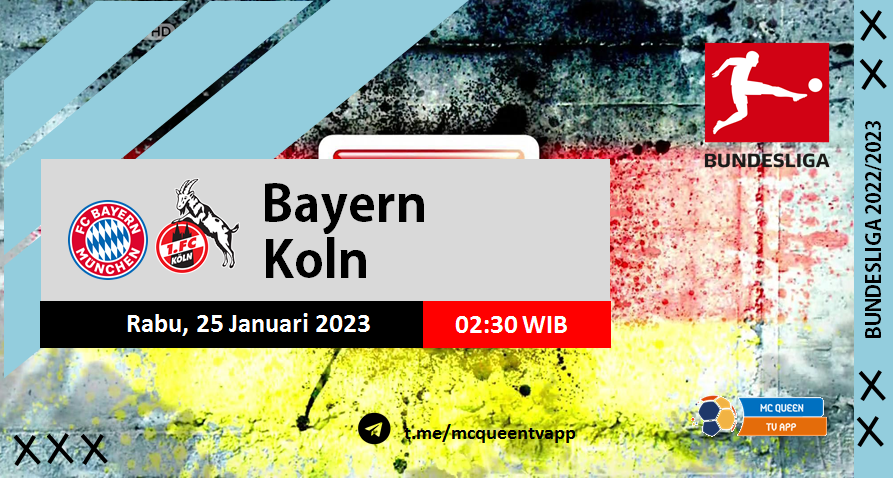 HD
BUNDESLIGA
FC BAYERN
MÜNCHEN
1.FC
KÖLN
Bayern
Koln
Rabu, 25 Januari 2023
02:30 WIB
BUNDESLIGA 2022/2023
MC QUEEN
TV APP
t.me/mcqueentvapp